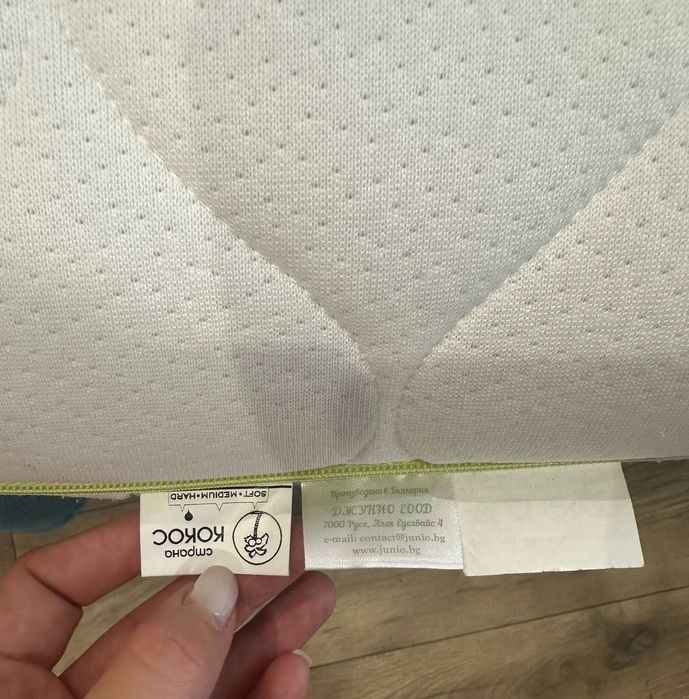 страна
КОКОС
SOFT • MEDIUM • HARD
Произведено в България
ДЖУНИО ЕООД
7000 Русе, Алея Еделвайс 4
e-mail: contact@junio.bg
www.junio.bg